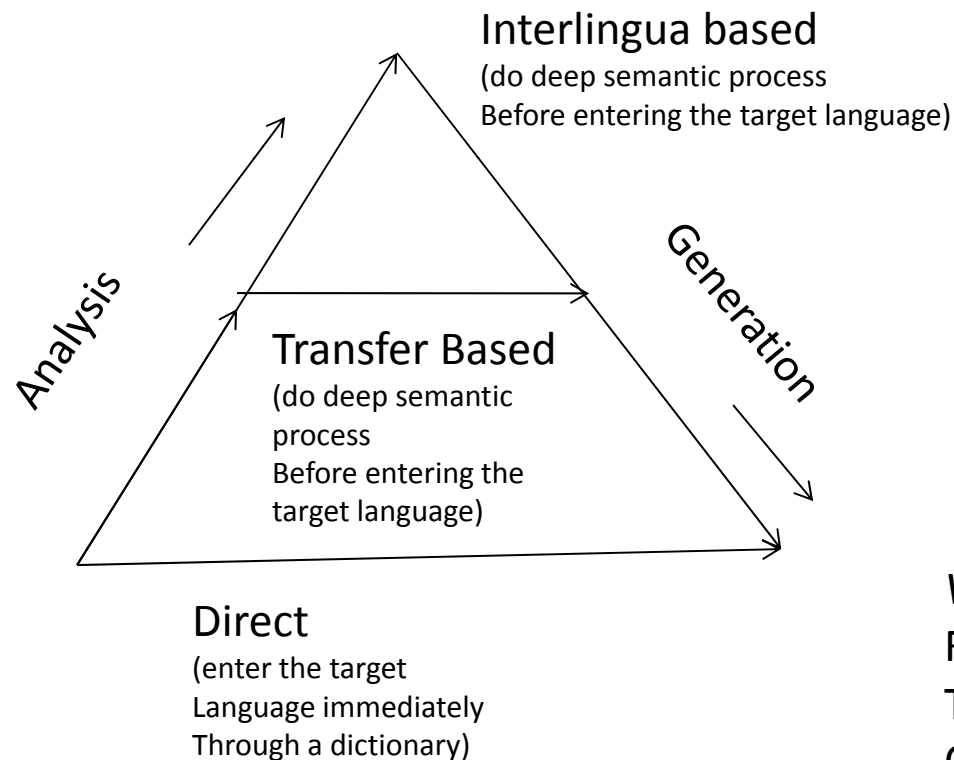 Interlingua based
(do deep semantic process
Before entering the target language)
Analysis
Generation
Transfer Based
(do deep semantic
process
Before entering the
target language)
Direct
(enter the target
Language immediately
Through a dictionary)